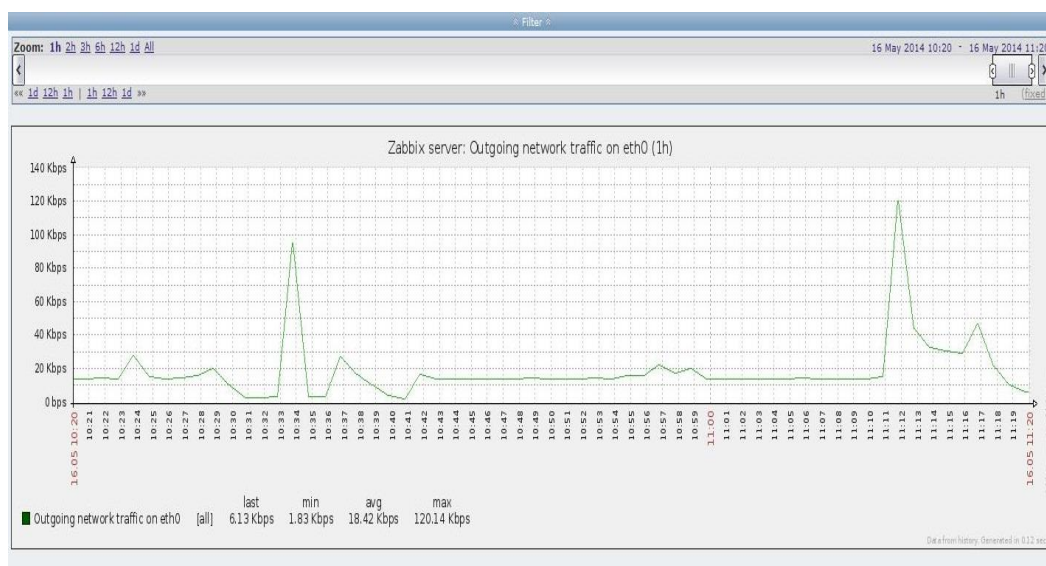 Filter
Zoom: 1h 2h 3h 6h 12h 1d All
16 May 2014 10:20 - 16 May 2014 11:20
«« 1d 12h 1h | 1h 12h 1d »»
1h (fixed
Zabbix server: Outgoing network traffic on eth0 (1h)
140 Kbps
120 Kbps
100 Kbps
80 Kbps
60 Kbps
40 Kbps
20 Kbps
0 bps
16.05 10:20 10:21 10:22 10:23 10:24 10:25 10:26 10:27 10:28 10:29 10:30 10:31 10:32 10:33 10:34 10:35 10:36 10:37 10:38 10:39 10:40 10:41 10:42 10:43 10:44 10:45 10:46 10:47 10:48 10:49 10:50 10:51 10:52 10:53 10:54 10:55 10:56 10:57 10:58 10:59 11:00 11:01 11:02 11:03 11:04 11:05 11:06 11:07 11:08 11:09 11:10 11:11 11:12 11:13 11:14 11:15 11:16 11:17 11:18 11:19 16.05 11:20
last min avg max
Outgoing network traffic on eth0 [all] 6.13 Kbps 1.83 Kbps 18.42 Kbps 120.14 Kbps
Data from history. Generated in 0.12 sec